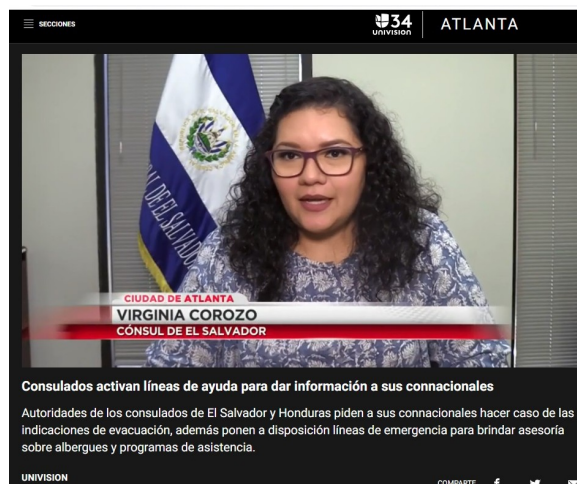 SECCIONES
34
UNIVISION
ATLANTA
DE EL SALVADOR
CIUDAD DE ATLANTA
VIRGINIA COROZO
CÓNSUL DE EL SALVADOR
Consulados activan líneas de ayuda para dar información a sus connacionales
Autoridades de los consulados de El Salvador y Honduras piden a sus connacionales hacer caso de las
indicaciones de evacuación, además ponen a disposición líneas de emergencia para brindar asesoría
sobre albergues y programas de asistencia.
UNIVISION
COMPARTE